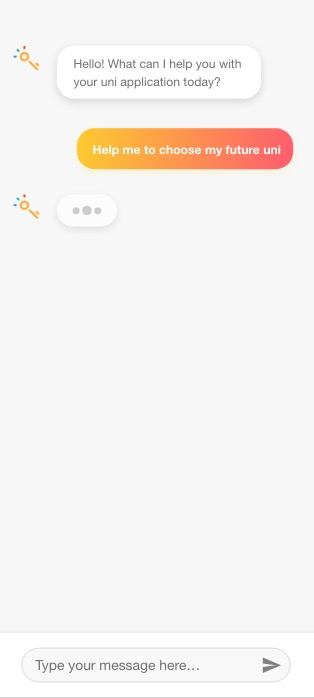 Hello! What can I help you with
your uni application today?
Help me to choose my future uni
Type your message here...